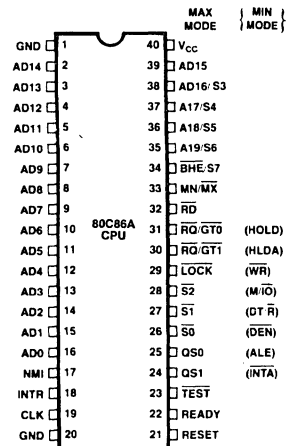 MAX MODE { MIN MODE }
GND 1 40 VCC
AD14 2 39 AD15
AD13 3 38 AD16/S3
AD12 4 37 A17/S4
AD11 5 36 A18/S5
AD10 6 35 A19/S6
AD9 7 34 BHE/S7
AD8 8 33 MN/MX
AD7 9 32 RD
80C86A
CPU
AD6 10 31 RQ/GT0 (HOLD)
AD5 11 30 RQ/GT1 (HLDA)
AD4 12 29 LOCK (WR)
AD3 13 28 S2 (M/IO)
AD2 14 27 S1 (DT R)
AD1 15 26 S0 (DEN)
AD0 16 25 QS0 (ALE)
NMI 17 24 QS1 (INTA)
INTR 18 23 TEST
CLK 19 22 READY
GND 20 21 RESET